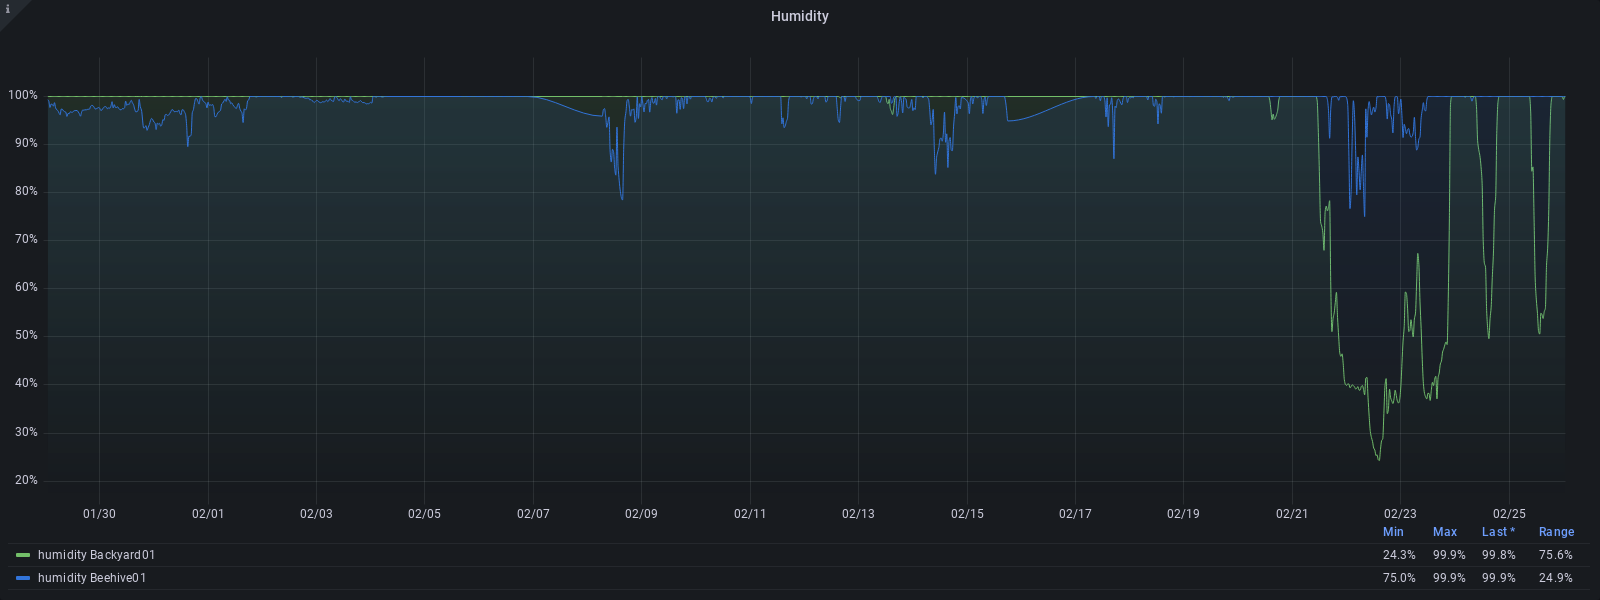 i
Humidity
100%
90%
80%
70%
60%
50%
40%
30%
20%
01/30 02/01 02/03 02/05 02/07 02/09 02/11 02/13 02/15 02/17 02/19 02/21 02/23 02/25
Min Max Last * Range
humidity Backyard01 24.3% 99.9% 99.8% 75.6%
humidity Beehive01 75.0% 99.9% 99.9% 24.9%